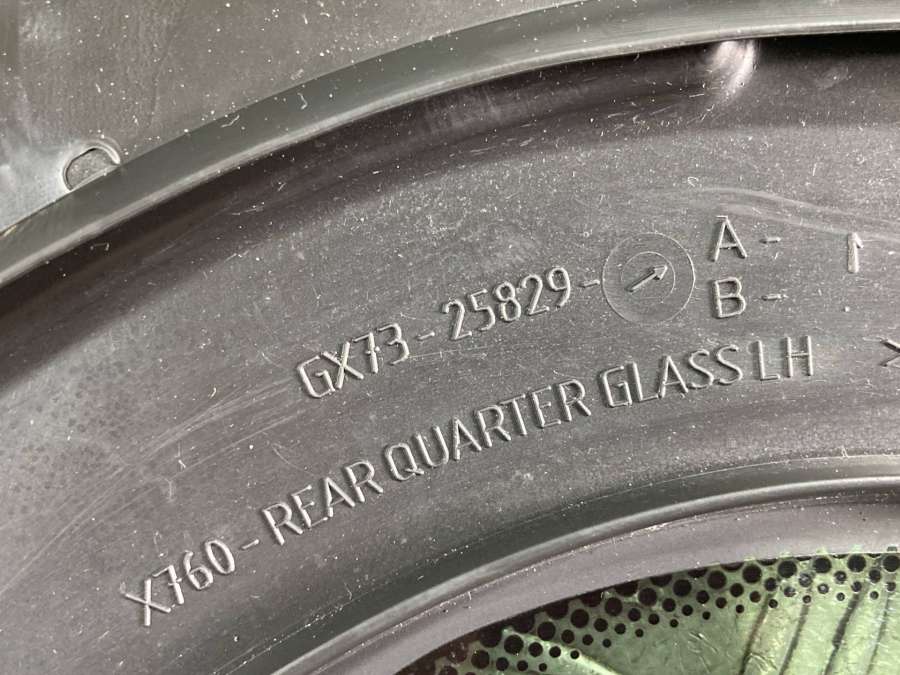 GX73-25829-
A-
B-
X760-REAR QUARTER GLASS LH